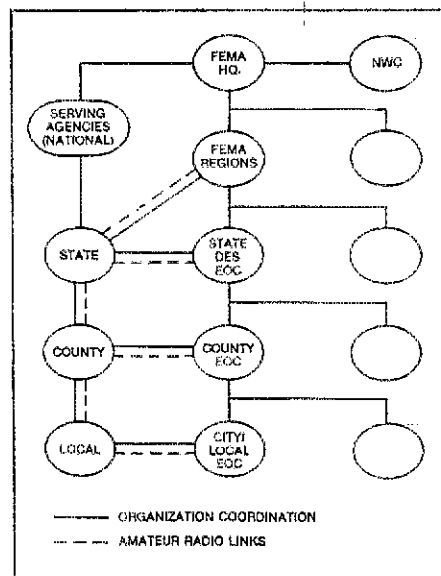 FEMA
HQ.
NWC
SERVING
AGENCIES
(NATIONAL)
FEMA
REGIONS
STATE
STATE
DES
EOC
COUNTY
COUNTY
EOC
LOCAL
CITY/
LOCAL
EOC
ORGANIZATION COORDINATION
AMATEUR RADIO LINKS